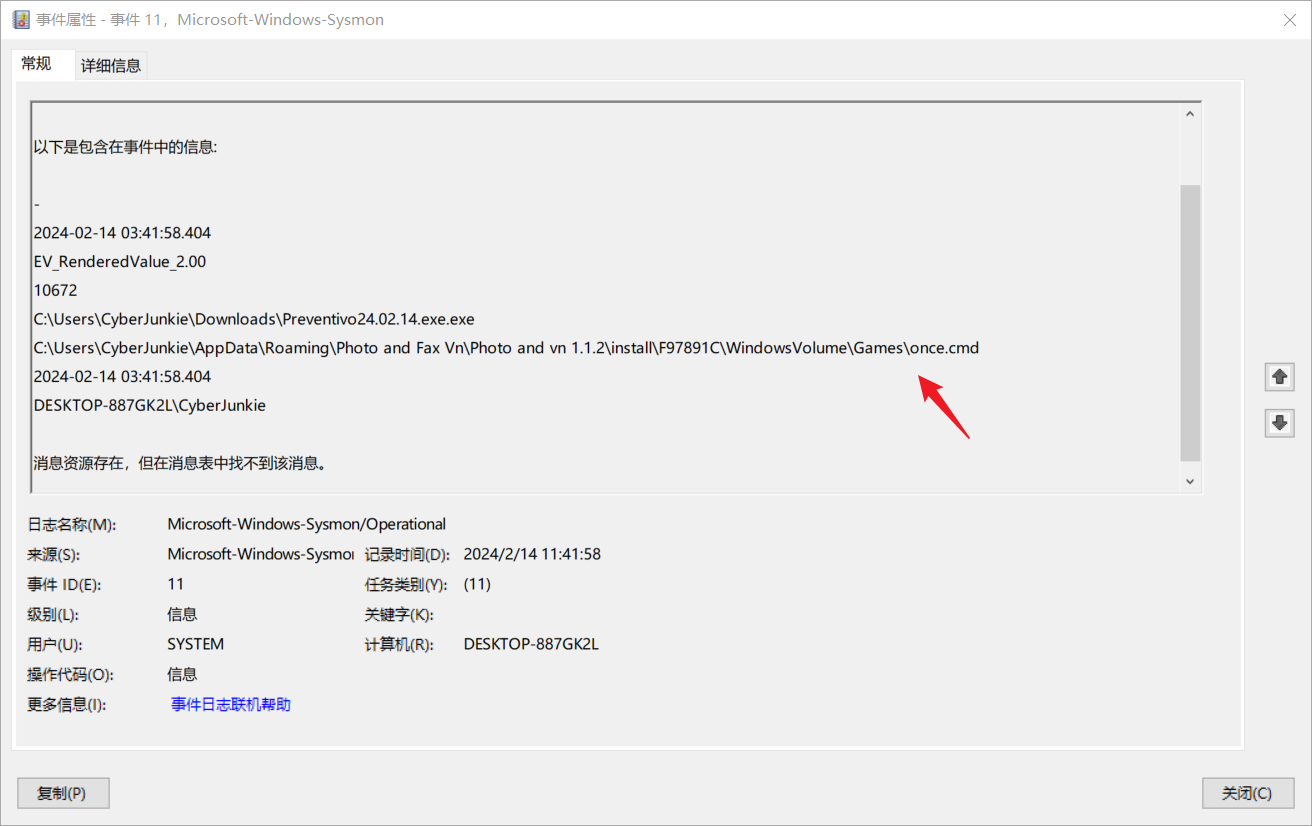 事件属性 - 事件 11，Microsoft-Windows-Sysmon
常规
详细信息
以下是包含在事件中的信息:
-
2024-02-14 03:41:58.404
EV_RenderedValue_2.00
10672
C:\Users\CyberJunkie\Downloads\Preventivo24.02.14.exe.exe
C:\Users\CyberJunkie\AppData\Roaming\Photo and Fax Vn\Photo and vn 1.1.2\install\F97891C\WindowsVolume\Games\once.cmd
2024-02-14 03:41:58.404
DESKTOP-887GK2L\CyberJunkie
消息资源存在，但在消息表中找不到该消息。
日志名称(M): Microsoft-Windows-Sysmon/Operational
来源(S): Microsoft-Windows-Sysmon 记录时间(D): 2024/2/14 11:41:58
事件 ID(E): 11 任务类别(Y): (11)
级别(L): 信息 关键字(K):
用户(U): SYSTEM 计算机(R): DESKTOP-887GK2L
操作代码(O): 信息
更多信息(I): 事件日志联机帮助
复制(P)
关闭(C)